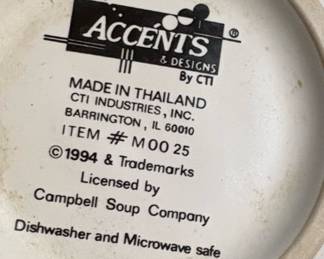 ACCENTS ®
& DESIGNS
By CTI
MADE IN THAILAND
CTI INDUSTRIES, INC.
BARRINGTON, IL 60010
ITEM # M00 25
©1994 & Trademarks
Licensed by
Campbell Soup Company
Dishwasher and Microwave safe